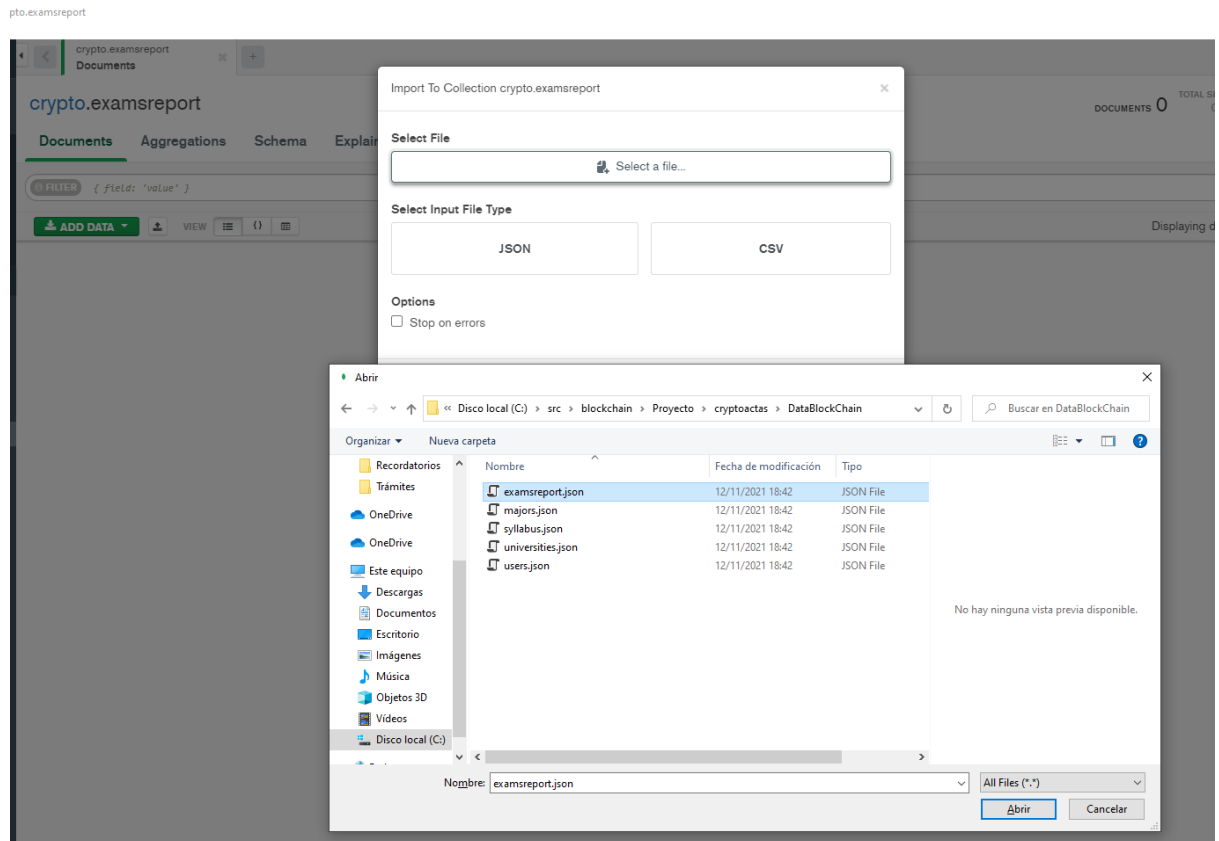 pto.examsreport
crypto.examsreport
Documents
crypto.examsreport
DOCUMENTS 0
Documents Aggregations Schema Explain
FILTER { field: 'value' }
ADD DATA VIEW {}
Displaying d
Import To Collection crypto.examsreport
Select File
Select a file...
Select Input File Type
JSON CSV
Options
Stop on errors
Abrir
« Disco local (C:) > src > blockchain > Proyecto > cryptoactas > DataBlockChain
Buscar en DataBlockChain
Organizar Nueva carpeta
Recordatorios
Trámites
OneDrive
OneDrive
Este equipo
Descargas
Documentos
Escritorio
Imágenes
Música
Objetos 3D
Vídeos
Disco local (C:)
Nombre Fecha de modificación Tipo
examsreport.json 12/11/2021 18:42 JSON File
majors.json 12/11/2021 18:42 JSON File
syllabus.json 12/11/2021 18:42 JSON File
universities.json 12/11/2021 18:42 JSON File
users.json 12/11/2021 18:42 JSON File
No hay ninguna vista previa disponible.
Nombre: examsreport.json All Files (*.*)
Abrir Cancelar